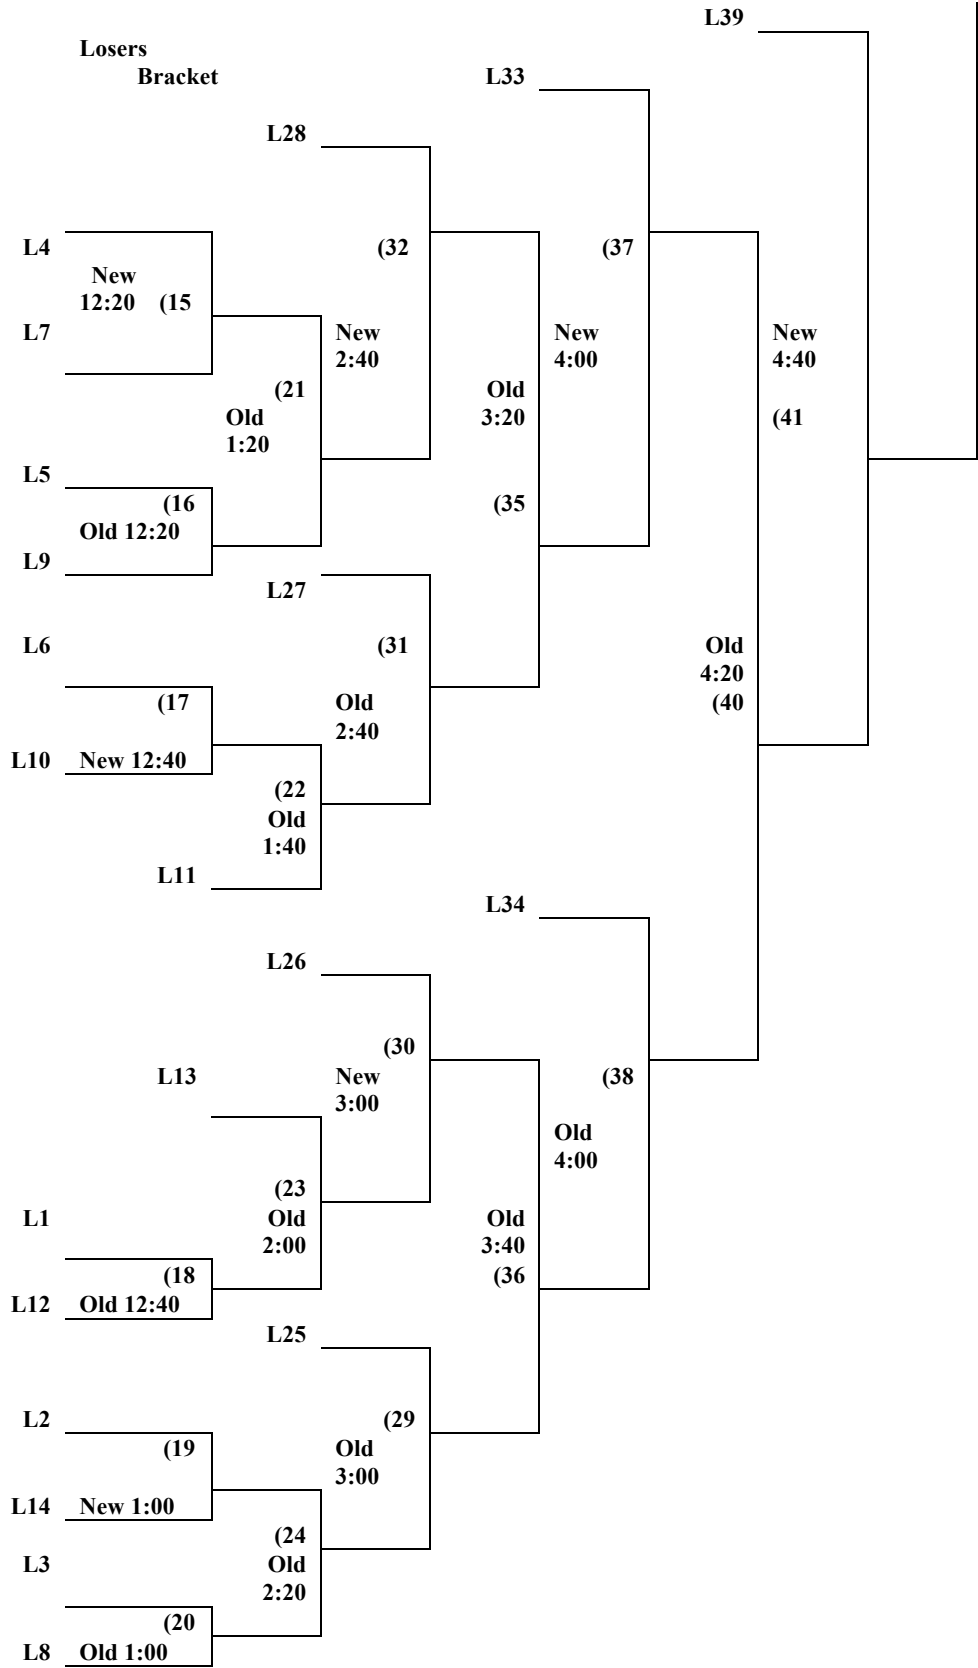 L39
Losers
Bracket
L33
L28
L4
(32
(37
New
12:20 (15
L7
New
2:40
New
4:00
New
4:40
(21
Old
1:20
Old
3:20
(41
L5
(16
Old 12:20
(35
L9
L27
L6
(31
Old
4:20
(40
(17
Old
2:40
L10 New 12:40
(22
Old
1:40
L11
L34
L26
(30
L13
New
3:00
(38
Old
4:00
(23
Old
2:00
L1
Old
3:40
(36
(18
L12 Old 12:40
L25
L2
(29
Old
3:00
(19
L14 New 1:00
(24
Old
2:20
L3
(20
L8 Old 1:00